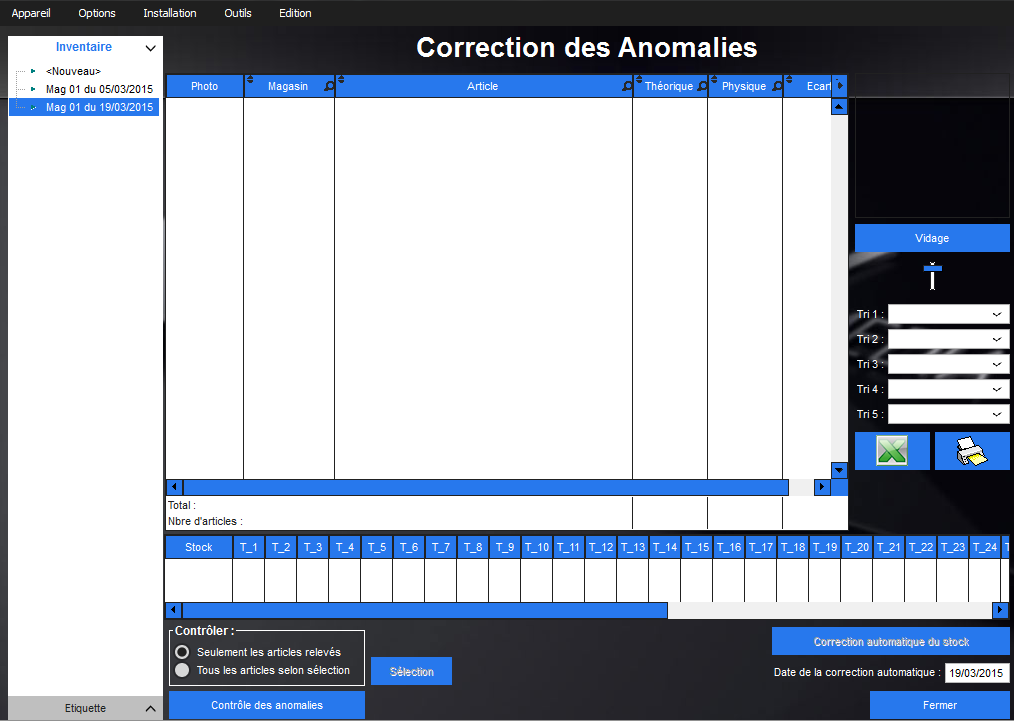 Appareil Options Installation Outils Edition
Inventaire
<Nouveau>
Mag 01 du 05/03/2015
Mag 01 du 19/03/2015
Etiquette
Correction des Anomalies
Photo Magasin Article Théorique Physique Ecart
Total :
Nbre d'articles :
Vidage
Tri 1 :
Tri 2 :
Tri 3 :
Tri 4 :
Tri 5 :
Stock T_1 T_2 T_3 T_4 T_5 T_6 T_7 T_8 T_9 T_10 T_11 T_12 T_13 T_14 T_15 T_16 T_17 T_18 T_19 T_20 T_21 T_22 T_23 T_24 T
Contrôler :
Seulement les articles relevés
Tous les articles selon sélection
Sélection
Contrôle des anomalies
Correction automatique du stock
Date de la correction automatique : 19/03/2015
Fermer